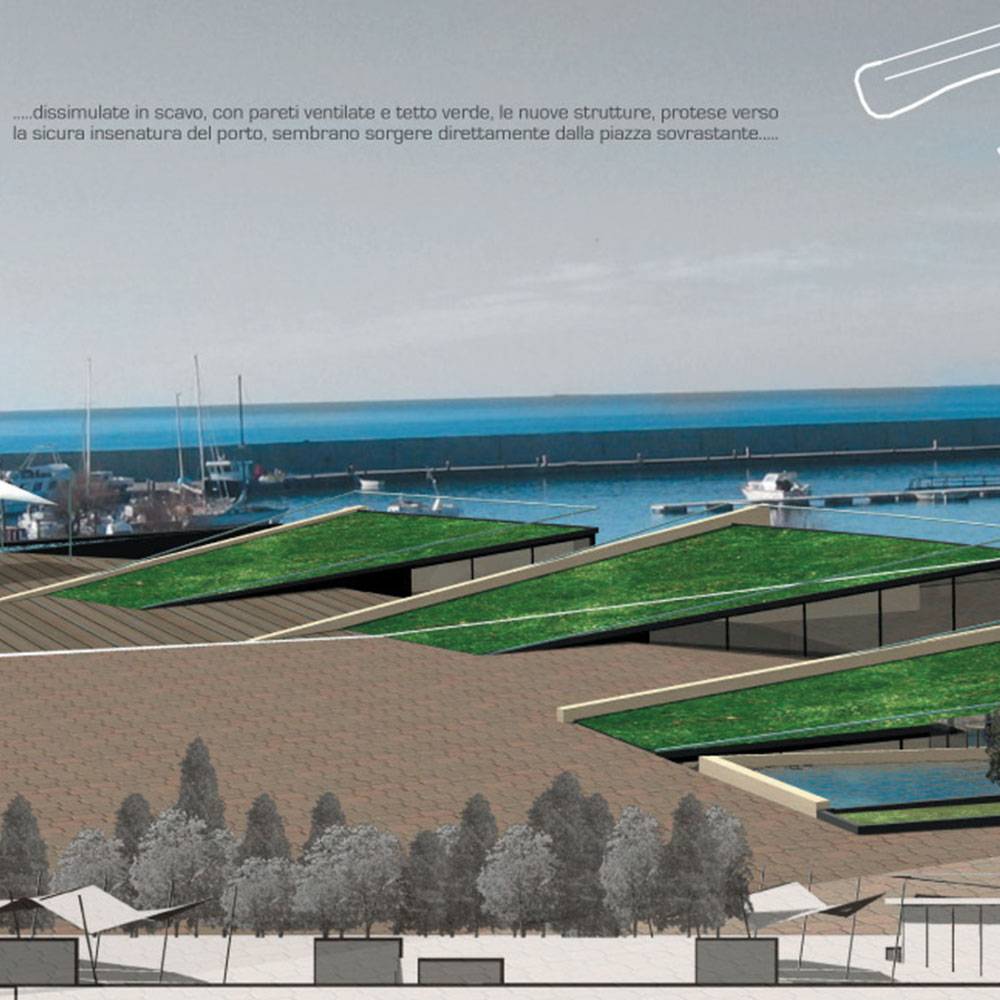 .....dissimulate in scavo, con pareti ventilate e tetto verde, le nuove strutture, protese verso
la sicura insenatura del porto, sembrano sorgere direttamente dalla piazza sovrastante.....